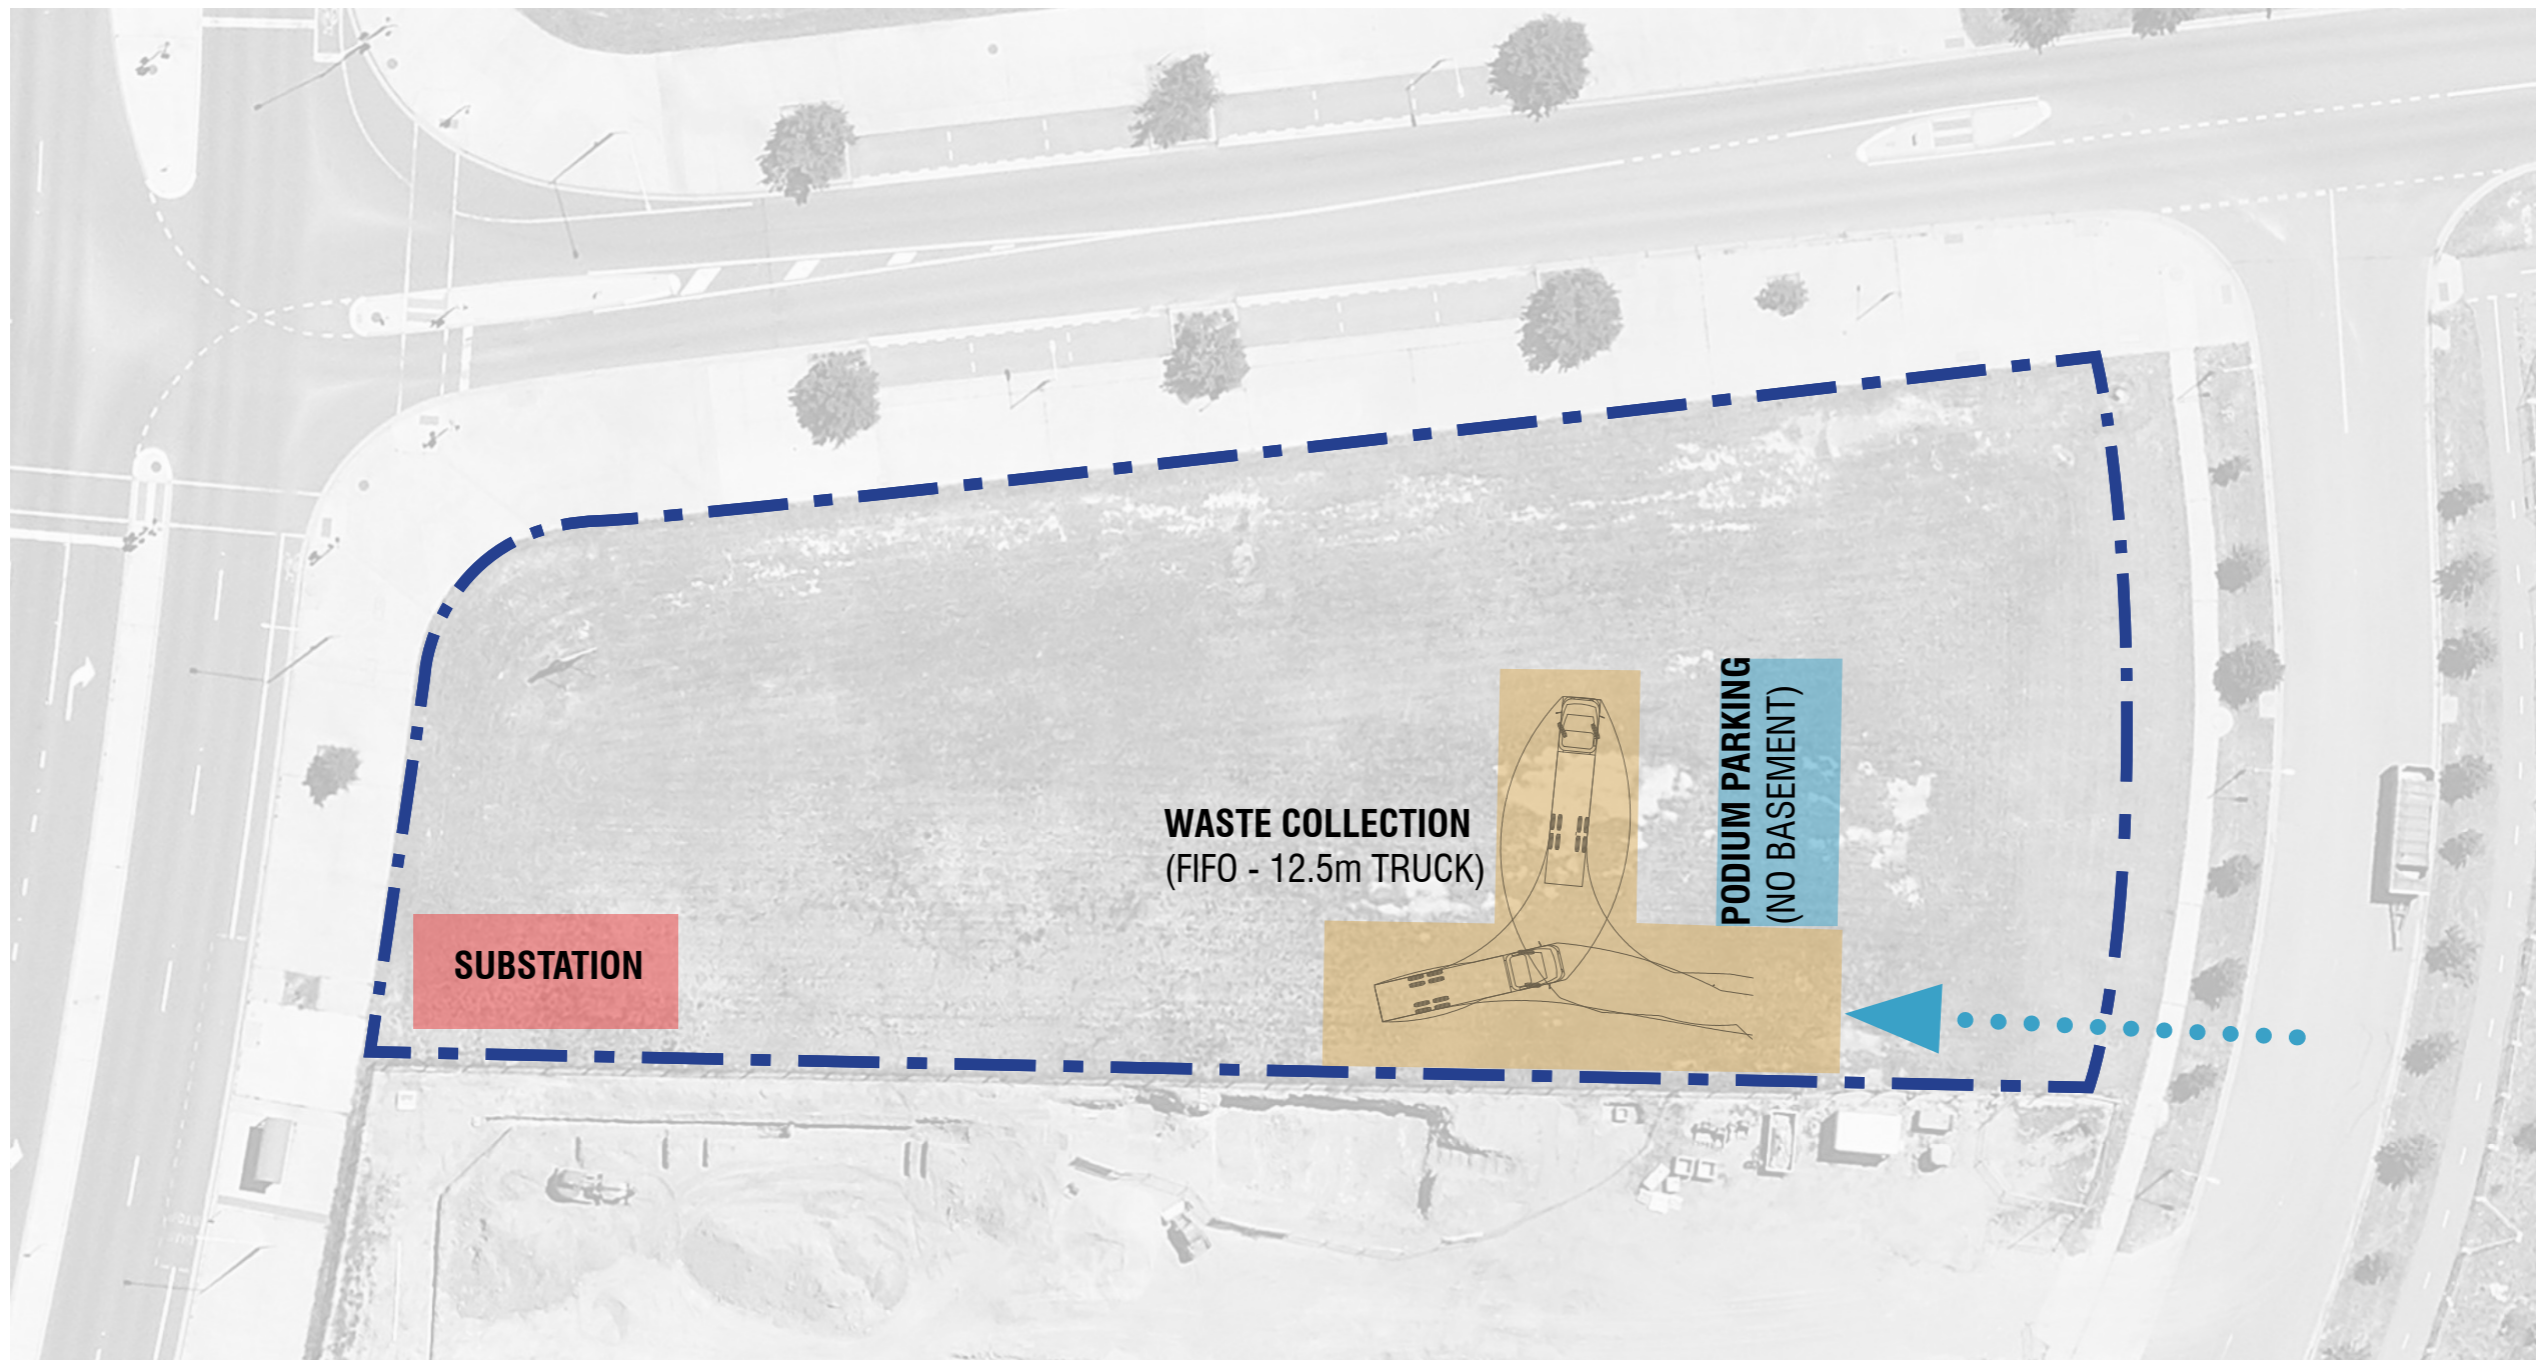 WASTE COLLECTION
(FIFO - 12.5m TRUCK)
PODIUM PARKING
(NO BASEMENT)
SUBSTATION